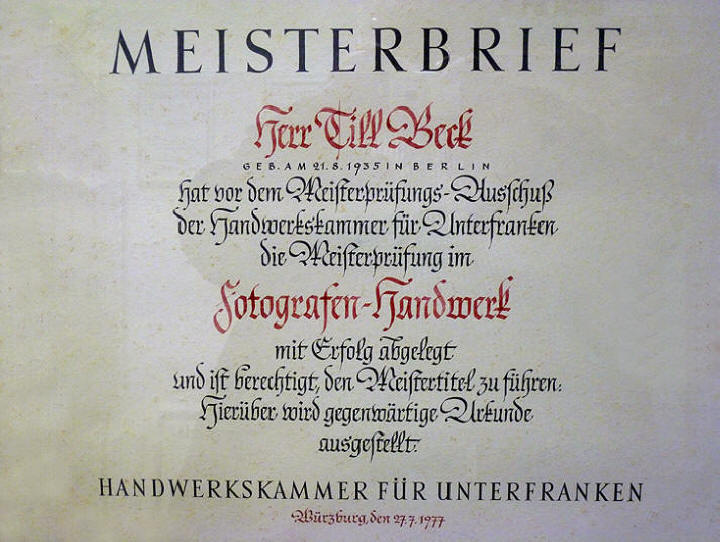 MEISTERBRIEF
Herr Till Beck
GEB. AM 21.8.1935 IN BERLIN
hat vor dem Meisterprüfungs-Ausschuß
der Handwerkskammer für Unterfranken
die Meisterprüfung im
Fotografen-Handwerk
mit Erfolg abgelegt
und ist berechtigt, den Meistertitel zu führen.
Hierüber wird gegenwärtige Urkunde
ausgestellt.
HANDWERKSKAMMER FÜR UNTERFRANKEN
Würzburg, den 27.7.1977